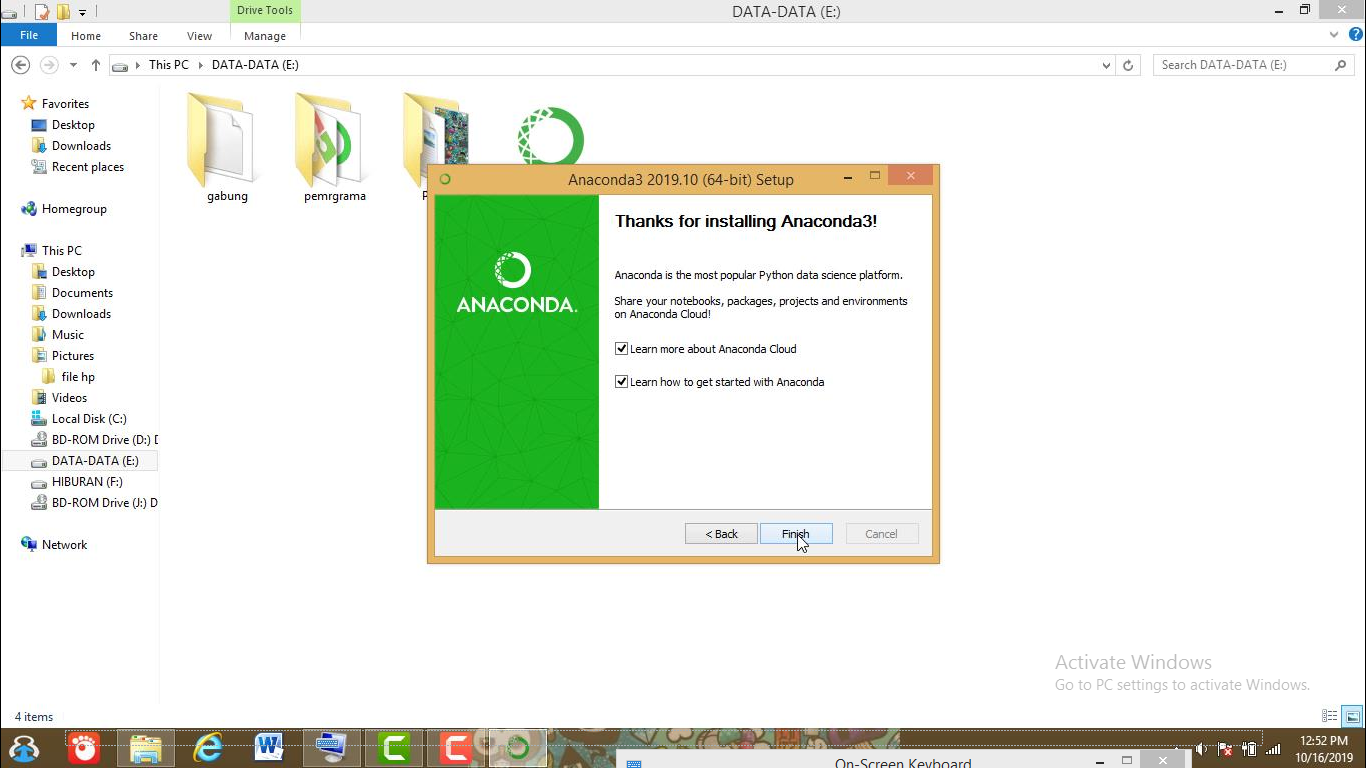 Drive Tools
DATA-DATA (E:)
File
Home
Share
View
Manage
This PC
DATA-DATA (E:)
Search DATA-DATA (E:)
Favorites
Desktop
Downloads
Recent places
Homegroup
This PC
Desktop
Documents
Downloads
Music
Pictures
file hp
Videos
Local Disk (C:)
BD-ROM Drive (D:) D
DATA-DATA (E:)
HIBURAN (F:)
BD-ROM Drive (J:) D
Network
gabung
pemrgrama
P
Anaconda3 2019.10 (64-bit) Setup
ANACONDA.
Thanks for installing Anaconda3!
Anaconda is the most popular Python data science platform.
Share your notebooks, packages, projects and environments
on Anaconda Cloud!
Learn more about Anaconda Cloud
Learn how to get started with Anaconda
< Back
Finish
Cancel
Activate Windows
Go to PC settings to activate Windows.
4 items
On-Screen Keyboard
12:52 PM
10/16/2019